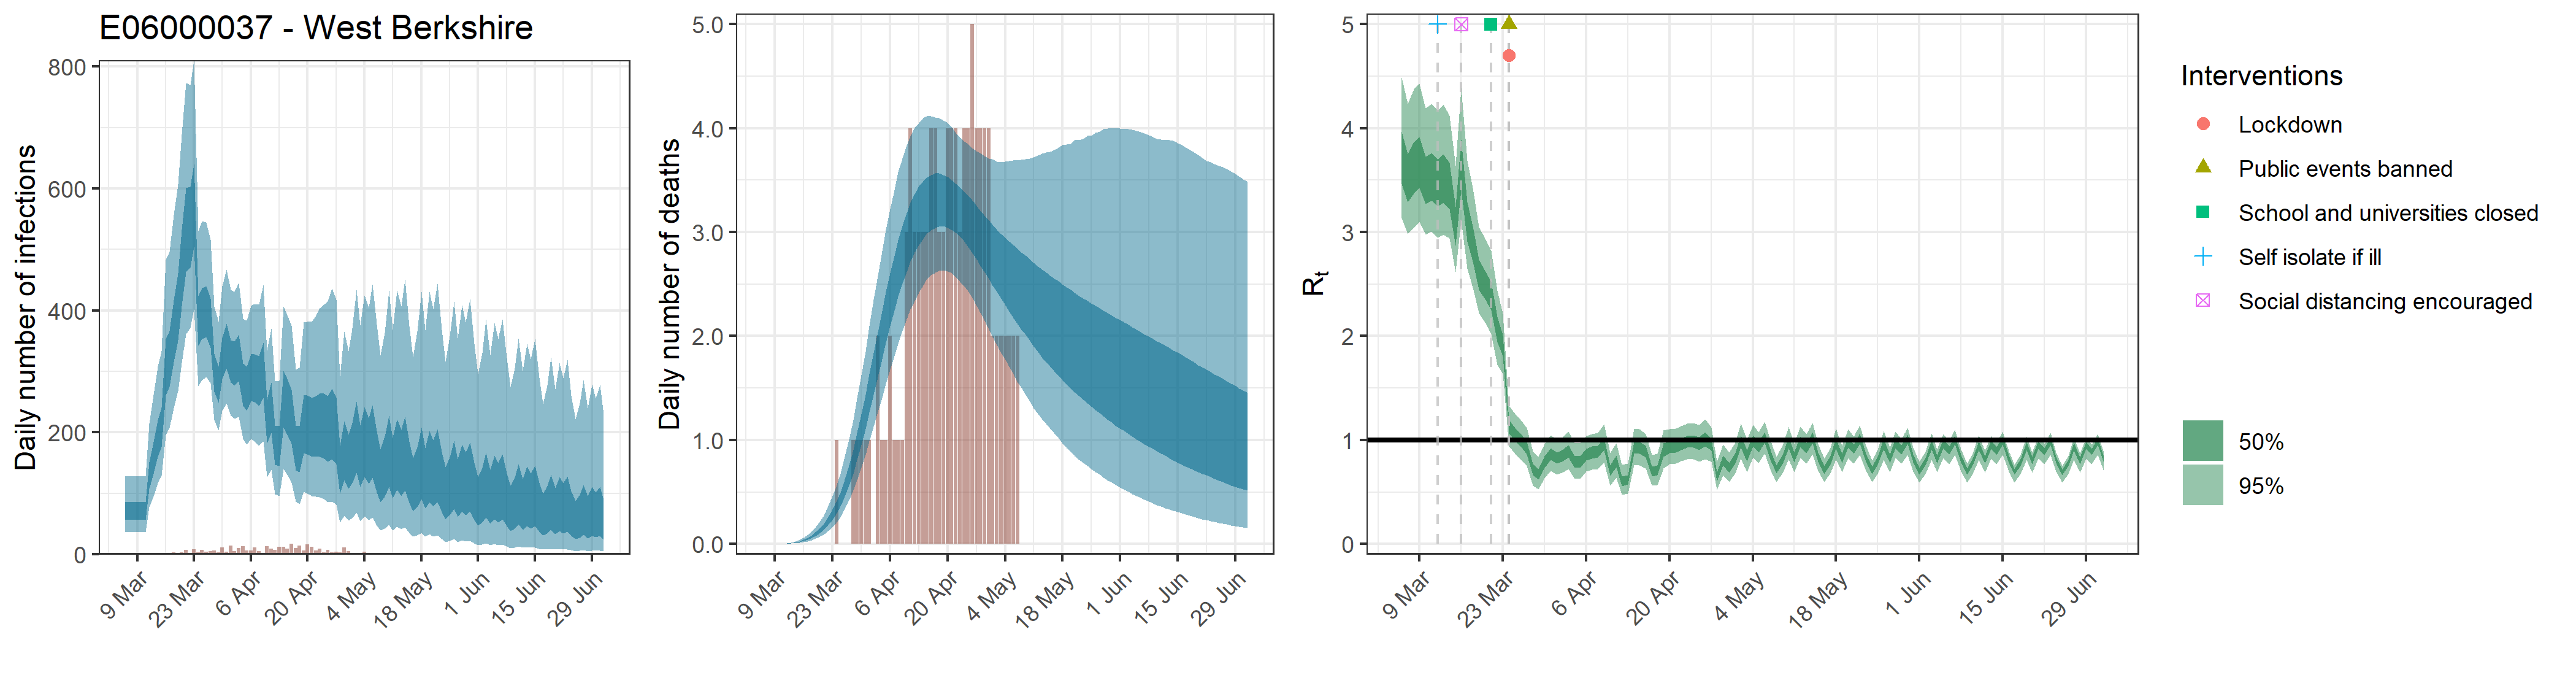 E06000037 - West Berkshire
Daily number of infections
800
600
400
200
0
9 Mar
23 Mar
6 Apr
20 Apr
4 May
18 May
1 Jun
15 Jun
29 Jun
Daily number of deaths
5.0
4.0
3.0
2.0
1.0
0.0
9 Mar
23 Mar
6 Apr
20 Apr
4 May
18 May
1 Jun
15 Jun
29 Jun
Rt
5
4
3
2
1
0
9 Mar
23 Mar
6 Apr
20 Apr
4 May
18 May
1 Jun
15 Jun
29 Jun
Interventions
Lockdown
Public events banned
School and universities closed
Self isolate if ill
Social distancing encouraged
50%
95%